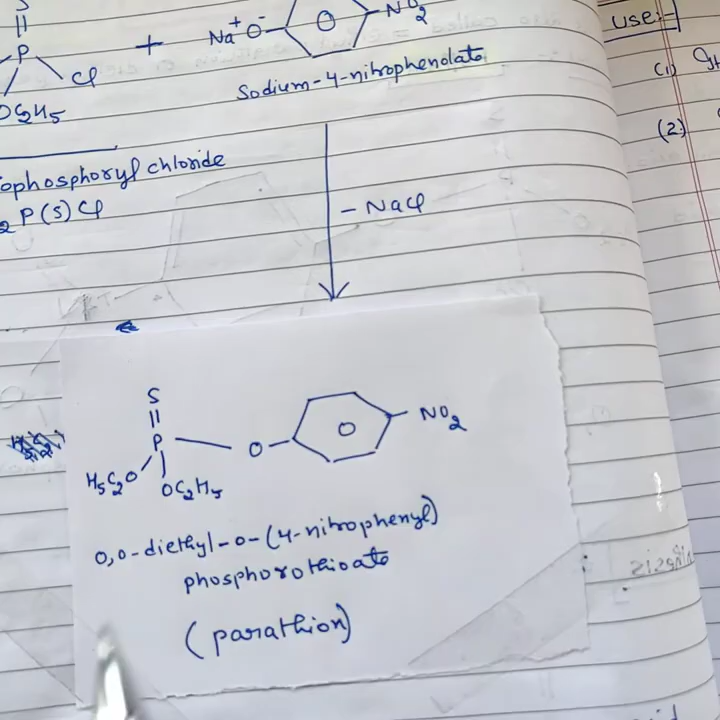 S
||
P
Cl
OC2H5
+
Na+ O-
O
NO2
Sodium-4-nitrophenolate
ophosphoryl chloride
2 P(S)Cl
- NaCl
S
||
P
O
O
NO2
H5C2O
OC2H5
O,O-diethyl-O-(4-nitrophenyl)
phosphorothioate
(parathion)
use:-
(1)
(2)